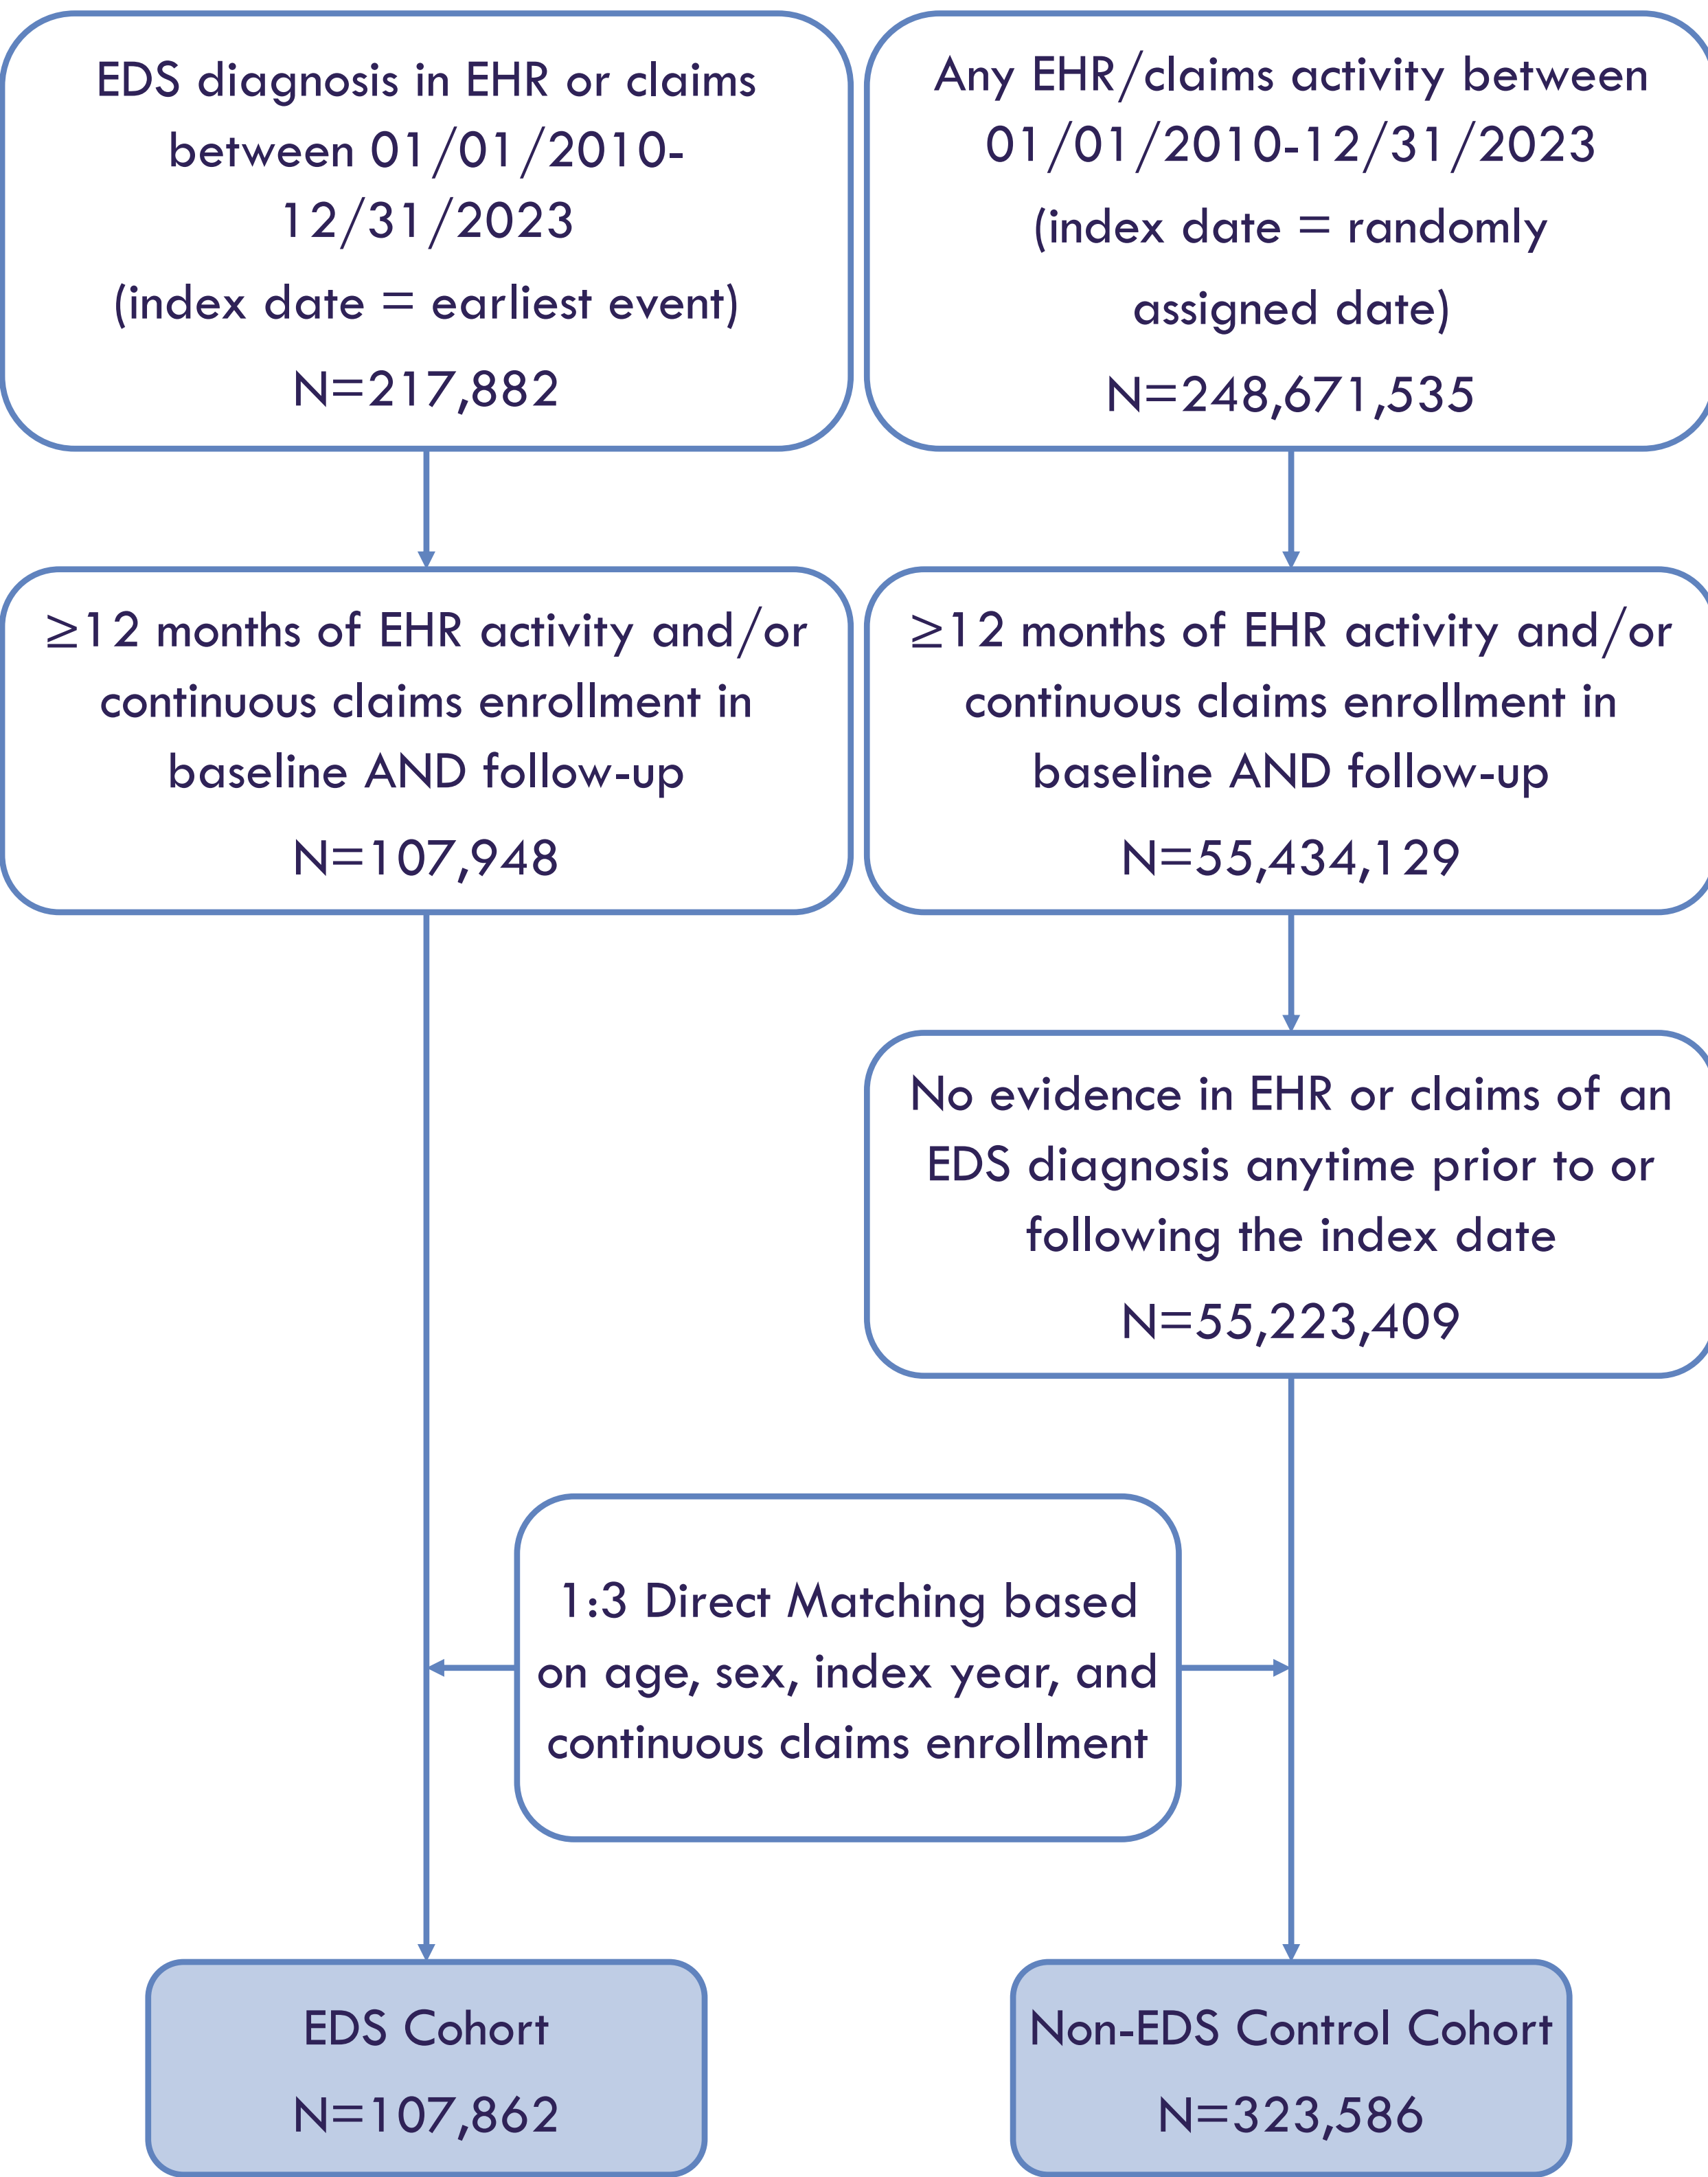 EDS diagnosis in EHR or claims
between 01/01/2010-
12/31/2023
(index date = earliest event)
N=217,882
Any EHR/claims activity between
01/01/2010-12/31/2023
(index date = randomly
assigned date)
N=248,671,535
≥12 months of EHR activity and/or
continuous claims enrollment in
baseline AND follow-up
N=107,948
≥12 months of EHR activity and/or
continuous claims enrollment in
baseline AND follow-up
N=55,434,129
No evidence in EHR or claims of an
EDS diagnosis anytime prior to or
following the index date
N=55,223,409
1:3 Direct Matching based
on age, sex, index year, and
continuous claims enrollment
EDS Cohort
N=107,862
Non-EDS Control Cohort
N=323,586